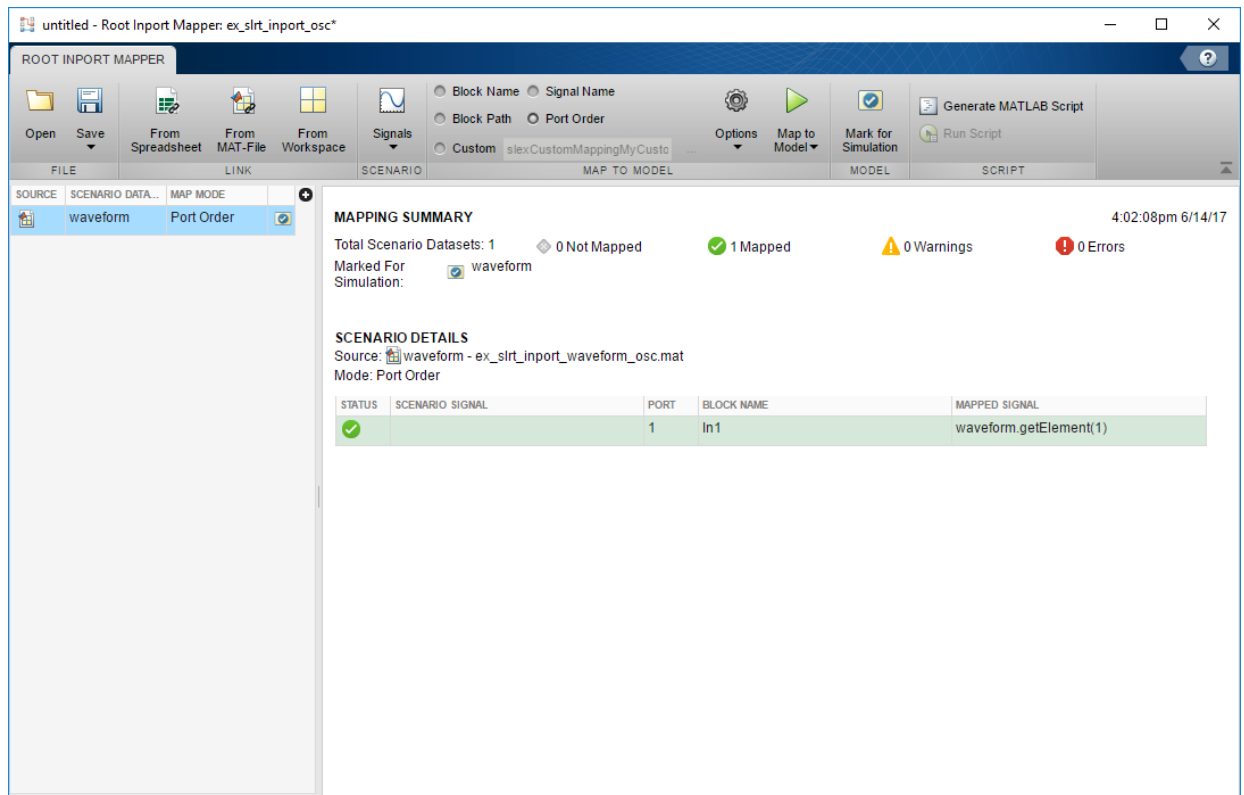 untitled - Root Inport Mapper: ex_slrt_inport_osc*
ROOT INPORT MAPPER
?
Block Name Signal Name
Block Path Port Order
Custom slexCustomMappingMyCusto ...
Open Save From Spreadsheet From MAT-File From Workspace Signals Options Map to Model Mark for Simulation Generate MATLAB Script
Run Script
FILE LINK SCENARIO MAP TO MODEL MODEL SCRIPT
SOURCE SCENARIO DATA... MAP MODE
waveform Port Order
MAPPING SUMMARY 4:02:08pm 6/14/17
Total Scenario Datasets: 1 0 Not Mapped 1 Mapped 0 Warnings 0 Errors
Marked For Simulation: waveform
SCENARIO DETAILS
Source: waveform - ex_slrt_inport_waveform_osc.mat
Mode: Port Order
STATUS SCENARIO SIGNAL PORT BLOCK NAME MAPPED SIGNAL
1 In1 waveform.getElement(1)